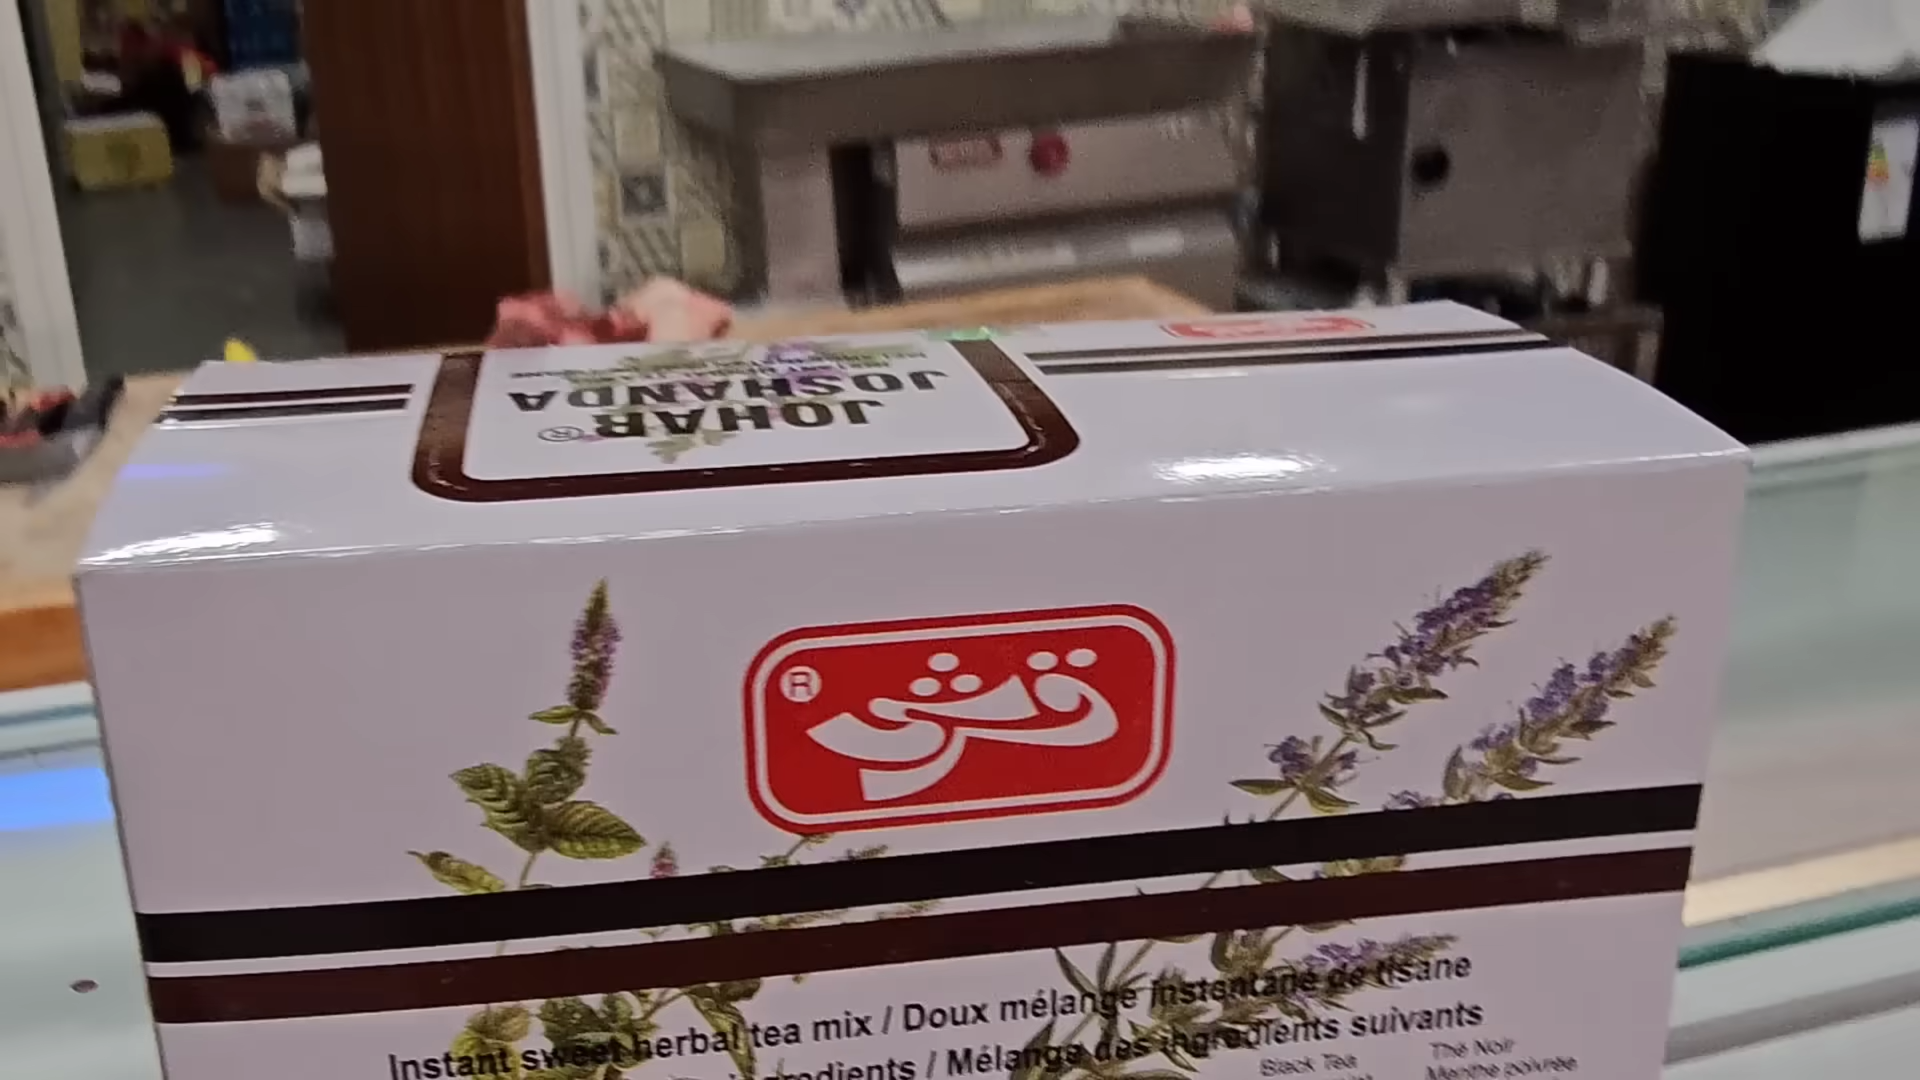 JOHAR®
JOSHANDA
قرشی
®
Instant sweet herbal tea mix / Doux mélange instantané de tisane
ingredients / Mélange des ingredients suivants
Black Tea
Thé Noir
Menthe poivrée